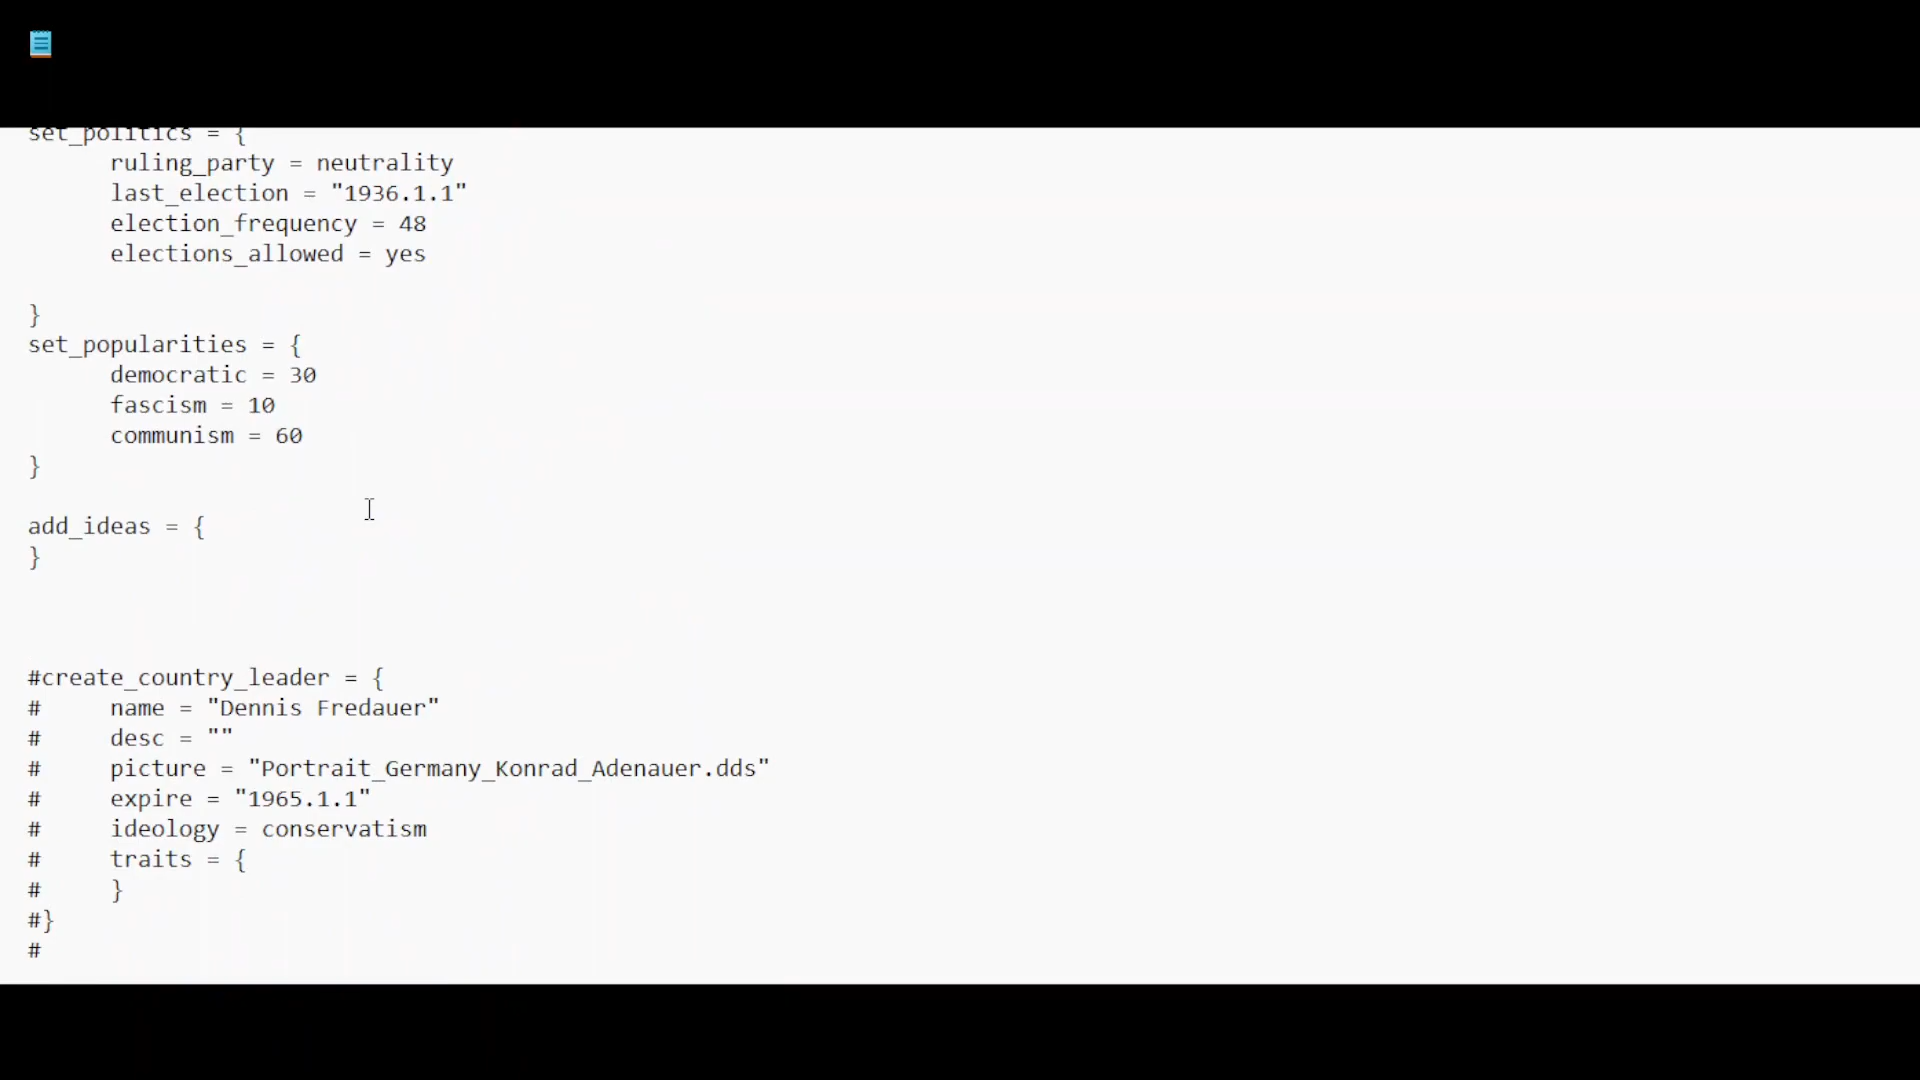 set_politics = {
ruling_party = neutrality
last_election = "1936.1.1"
election_frequency = 48
elections_allowed = yes
}
set_popularities = {
democratic = 30
fascism = 10
communism = 60
}
add_ideas = {
}
#create_country_leader = {
# name = "Dennis Fredauer"
# desc = ""
# picture = "Portrait_Germany_Konrad_Adenauer.dds"
# expire = "1965.1.1"
# ideology = conservatism
# traits = {
# }
#}
#